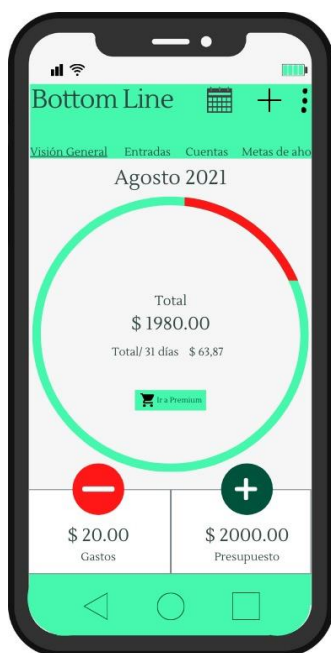 Bottom Line
Visión General Entradas Cuentas Metas de aho
Agosto 2021
Total
$ 1980.00
Total/ 31 días $ 63,87
Ir a Premium
$ 20.00 $ 2000.00
Gastos Presupuesto